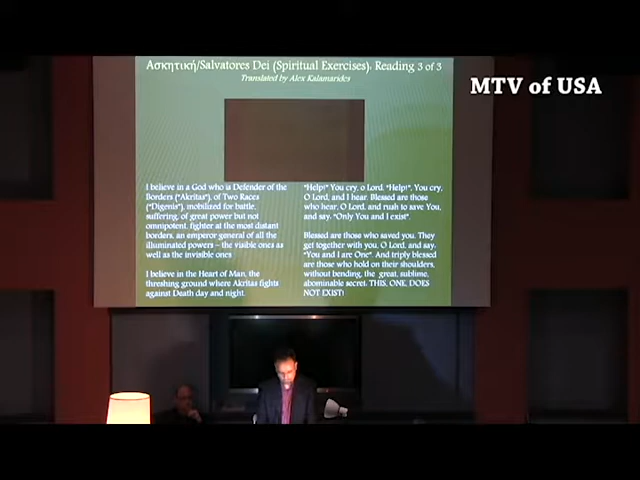 Ασκητική/Salvatores Dei (Spiritual Exercises). Reading 3 of 3
Translated by Alex Kalamarides
MTV of USA
I believe in a God who is Defender of the
Borders ("Akritas"), of Two Races
("Digenis"), mobilized for battle,
suffering, of great power but not
omnipotent, fighter at the most distant
borders, an emperor general of all the
illuminated powers – the visible ones as
well as the invisible ones
I believe in the Heart of Man, the
threshing ground where Akritas fights
against Death day and night.
"Help!" You cry, o Lord. "Help!". You cry,
O Lord, and I hear. Blessed are those
who hear, O Lord, and rush to save You,
and say. "Only You and I exist".
Blessed are those who saved you. They
get together with you, O Lord, and say.
"You and I are One". And triply blessed
are those who hold on their shoulders,
without bending, the great, sublime,
abominable secret. THIS, ONE, DOES
NOT EXIST!